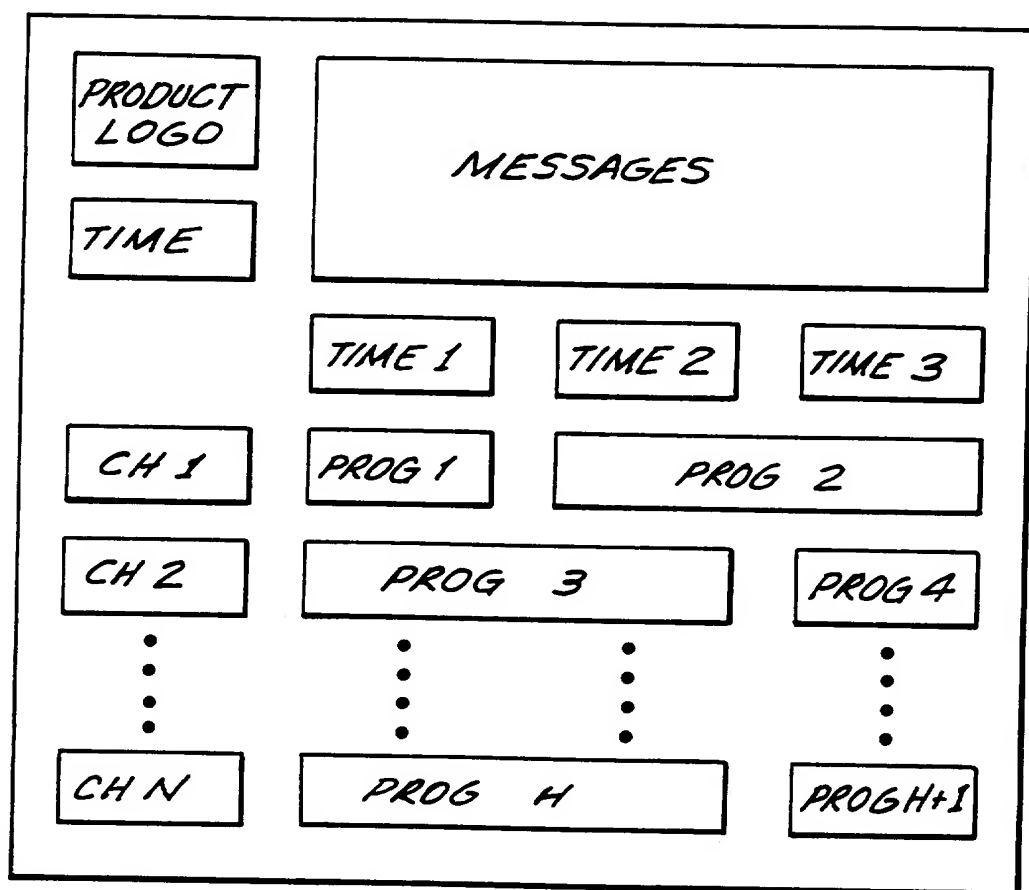 PRODUCT
LOGO
MESSAGES
TIME
TIME 1
TIME 2
TIME 3
CH 1
PROG 1
PROG 2
CH 2
PROG 3
PROG 4
CH N
PROG H
PROG H+1